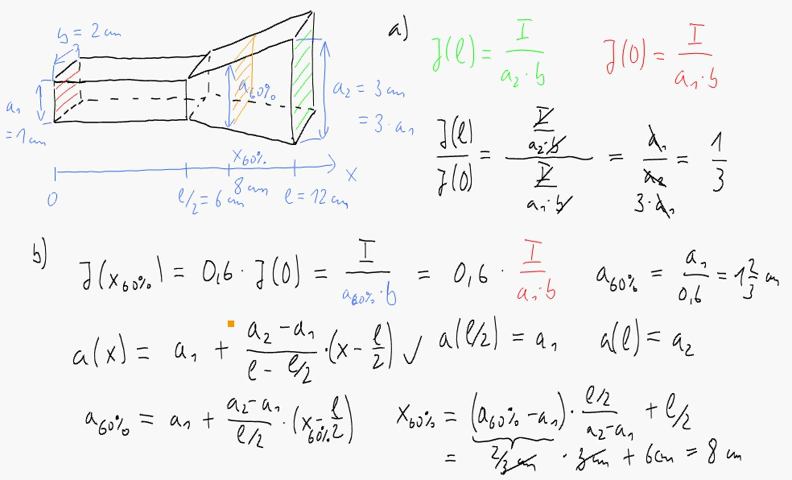 b = 2 cm
a₁ = 1 cm
a₆₀%
a₂ = 3 cm
= 3 · a₁
x₆₀%
x
0
l/2 = 6 cm
8 cm
l = 12 cm
a)
J(l) = I / (a₂ · b)
J(0) = I / (a₁ · b)
J(l) / J(0) = (I / (a₂ · b)) / (I / (a₁ · b)) = a₁ / a₂ = 1 / 3
3 · a₁
b)
J(x₆₀%) = 0,6 · J(0) = I / (a₆₀% · b) = 0,6 · I / (a₁ · b)
a₆₀% = a₁ / 0,6 = 1 2/3 cm
a(x) = a₁ + (a₂ - a₁) / (l - l/2) · (x - l/2) ✓ a(l/2) = a₁ a(l) = a₂
a₆₀% = a₁ + (a₂ - a₁) / (l/2) · (x₆₀% - l/2)
x₆₀% = (a₆₀% - a₁) · (l/2) / (a₂ - a₁) + l/2
= 2/3 cm · 3 cm + 6 cm = 8 cm